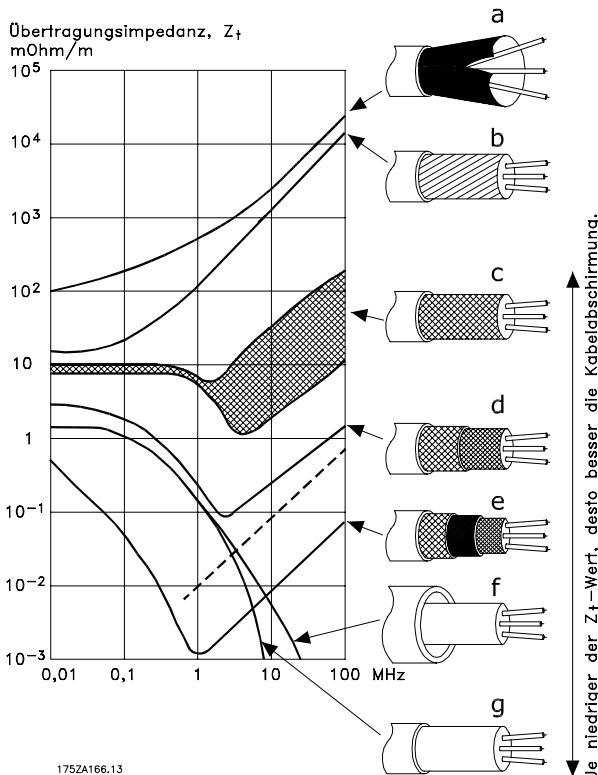 Übertragungsimpedanz, Zt
mOhm/m
10⁵
10⁴
10³
10²
10
1
10⁻¹
10⁻²
10⁻³
0,01 0,1 1 10 100 MHz
a
b
c
d
e
f
g
Je niedriger der Zt-Wert, desto besser die Kabelabschirmung.
175ZA166.13